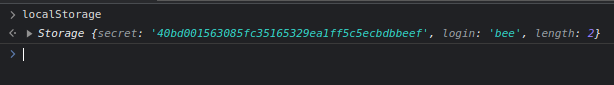 > localStorage
Storage {secret: '40bd001563085fc35165329ea1ff5c5ecbdbbeef', login: 'bee', length: 2}
>